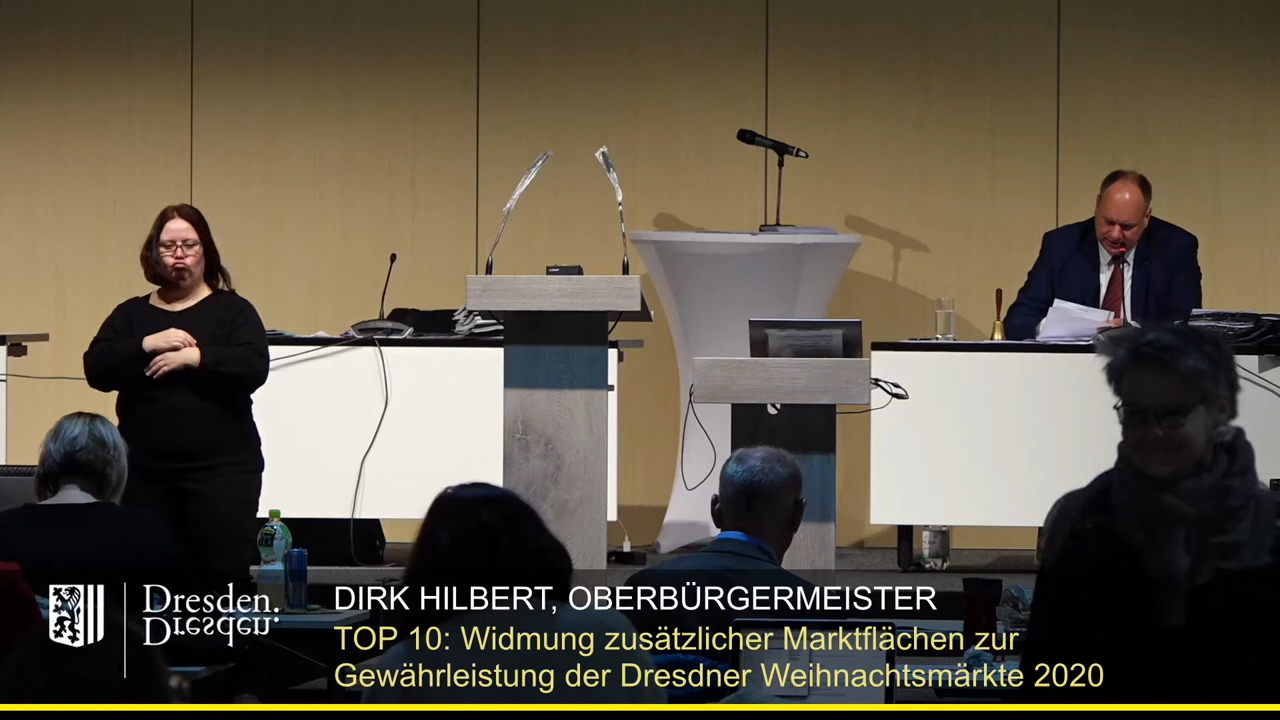 Dresden.
Dresden.
DIRK HILBERT, OBERBÜRGERMEISTER
TOP 10: Widmung zusätzlicher Marktflächen zur
Gewährleistung der Dresdner Weihnachtsmärkte 2020